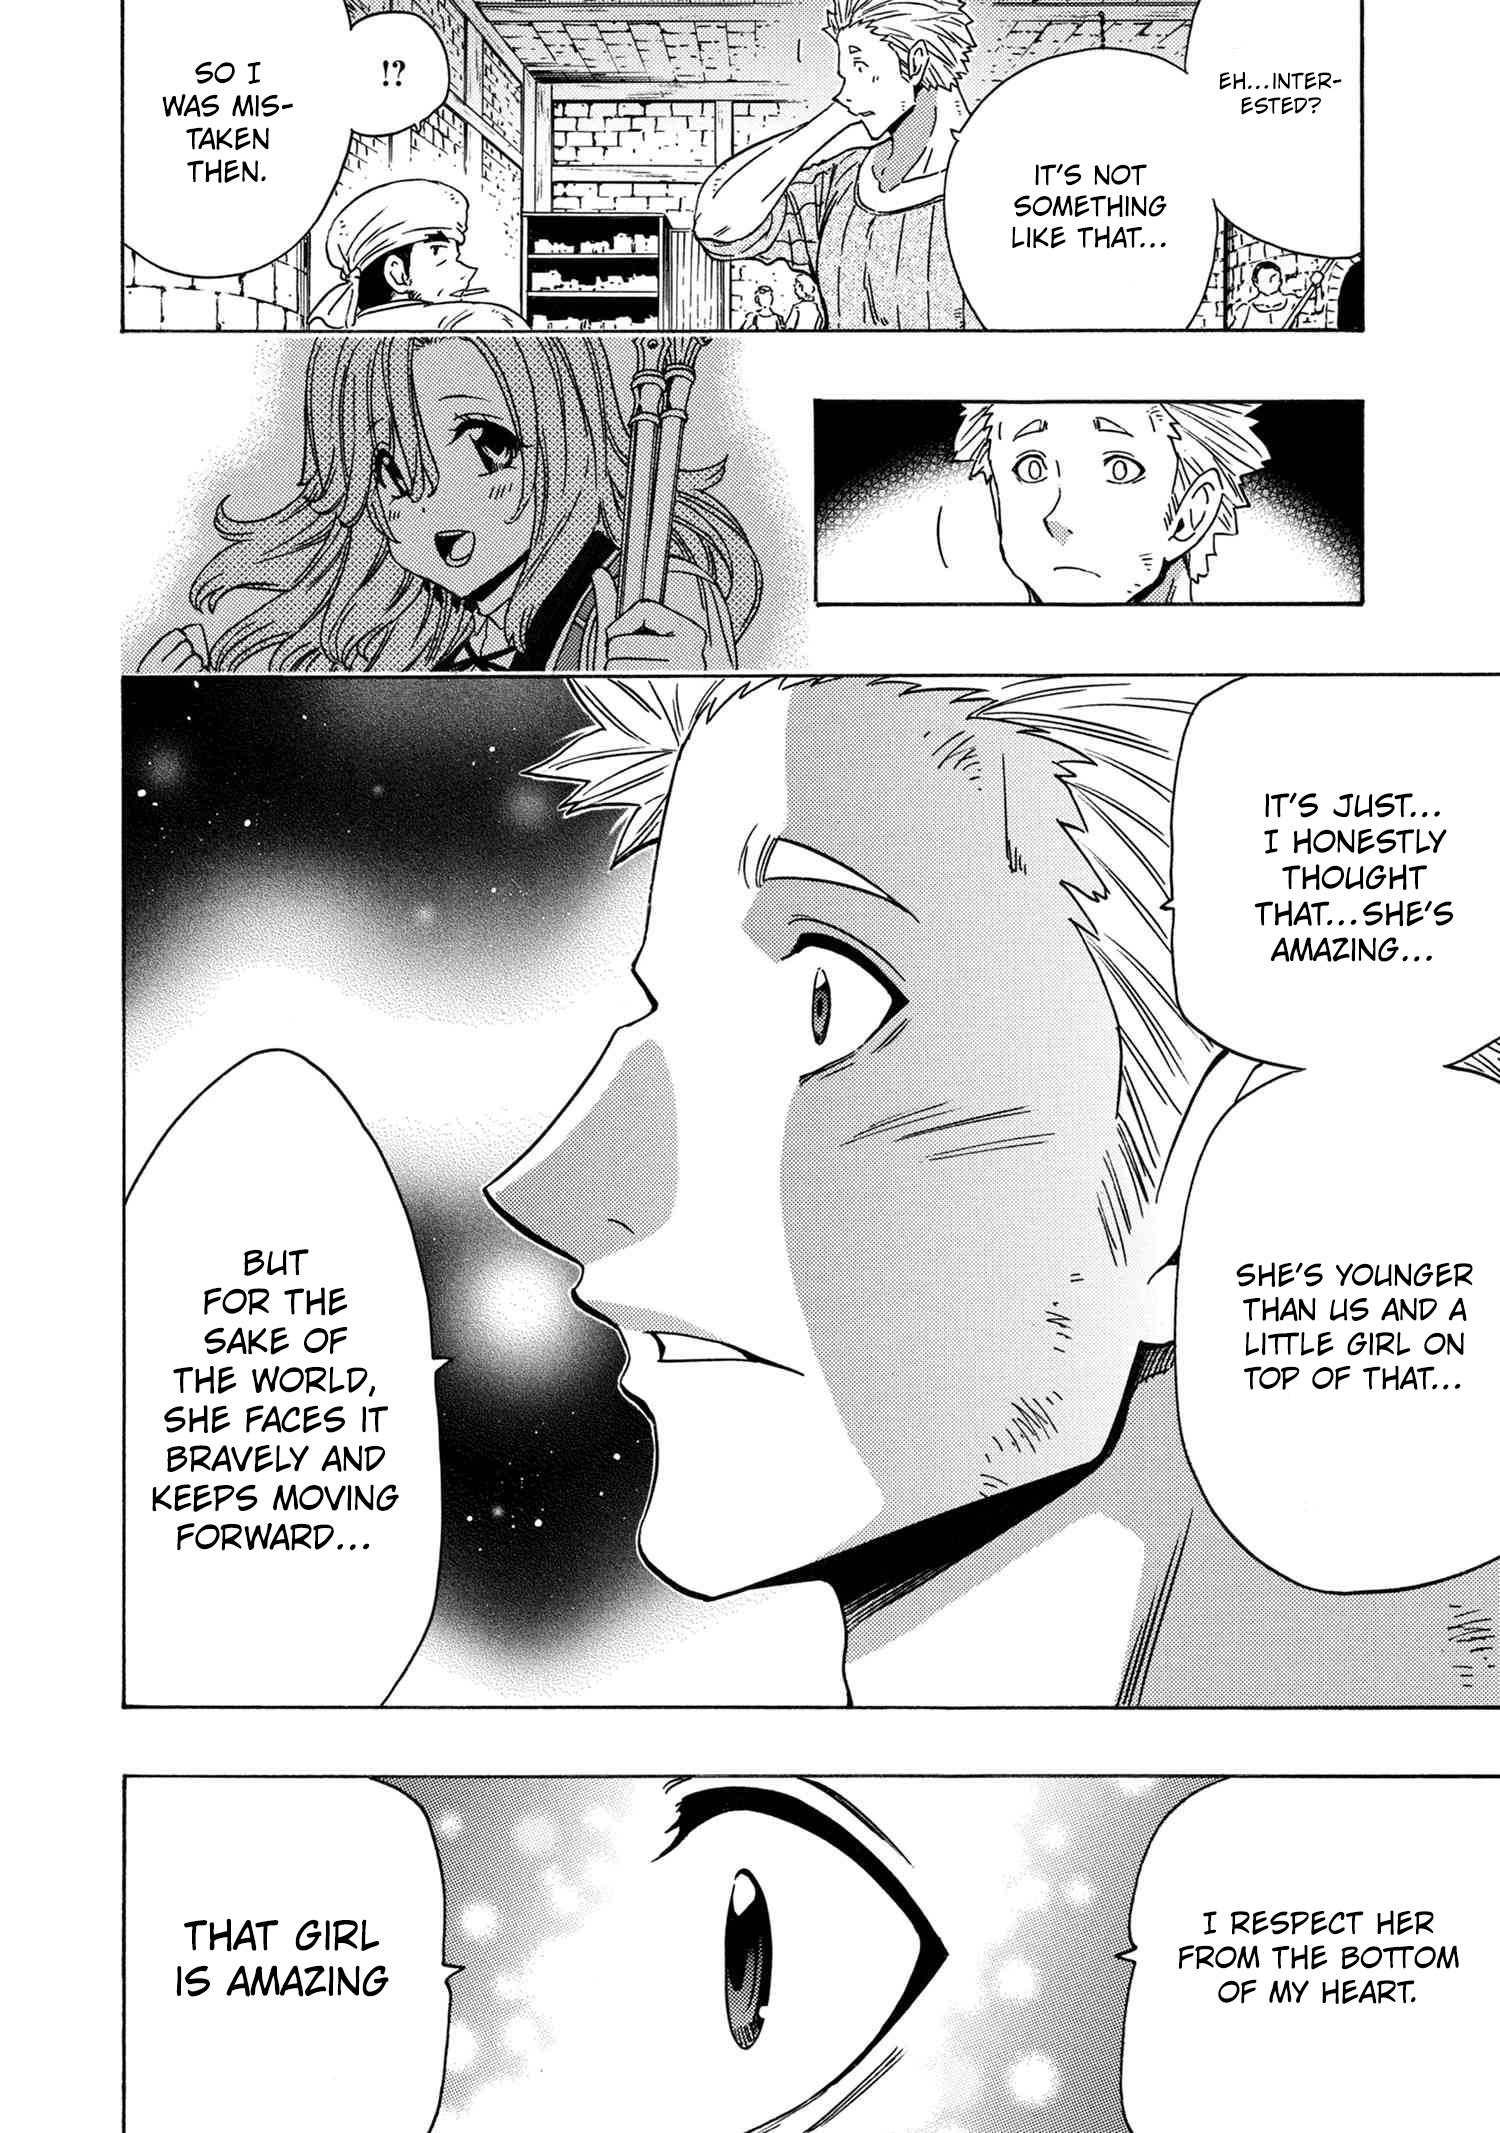 EH...INTER-
ESTED?
IT'S NOT
SOMETHING
LIKE THAT...
!?
SO I
WAS MIS-
TAKEN
THEN.
IT'S JUST...
I HONESTLY
THOUGHT
THAT...SHE'S
AMAZING...
SHE'S YOUNGER
THAN US AND A
LITTLE GIRL ON
TOP OF THAT...
BUT
FOR THE
SAKE OF
THE WORLD,
SHE FACES IT
BRAVELY AND
KEEPS MOVING
FORWARD...
I RESPECT HER
FROM THE BOTTOM
OF MY HEART.
THAT GIRL
IS AMAZING